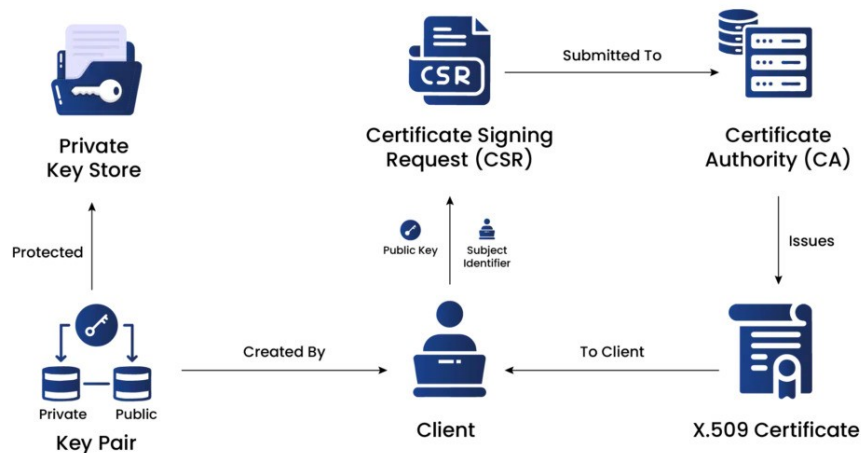 CSR
Submitted To
Private
Key Store
Certificate Signing
Request (CSR)
Certificate
Authority (CA)
Protected
Public Key
Subject
Identifier
Issues
Created By
To Client
Private
Public
Key Pair
Client
X.509 Certificate